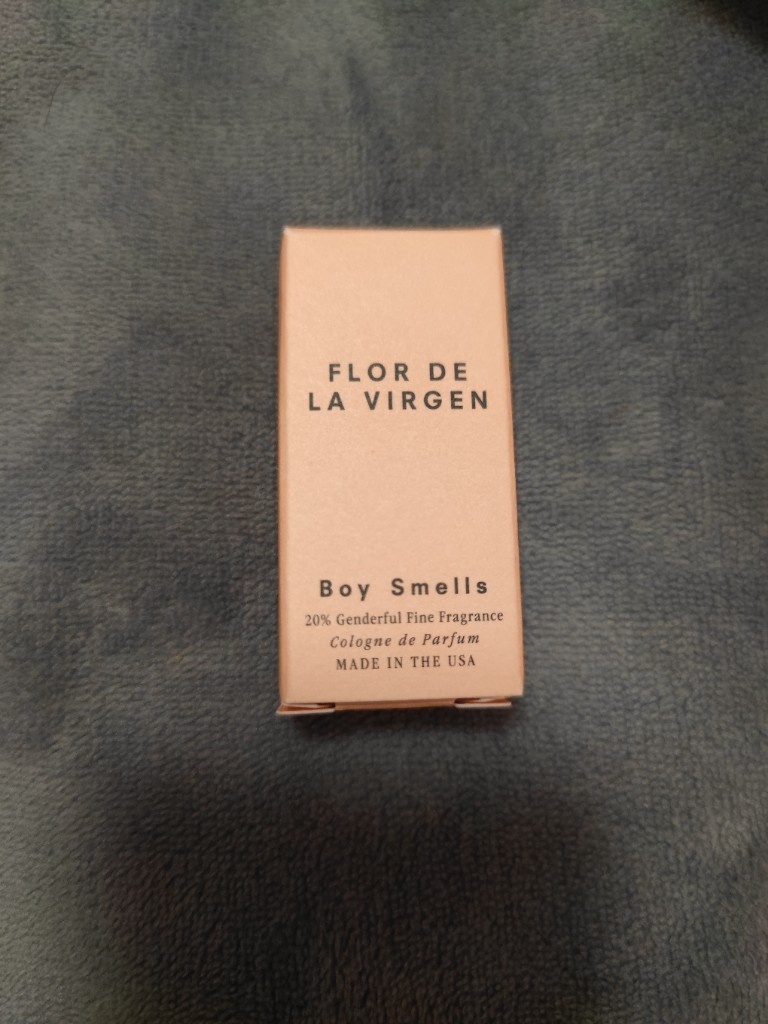 FLOR DE
LA VIRGEN
Boy Smells
20% Genderful Fine Fragrance
Cologne de Parfum
MADE IN THE USA